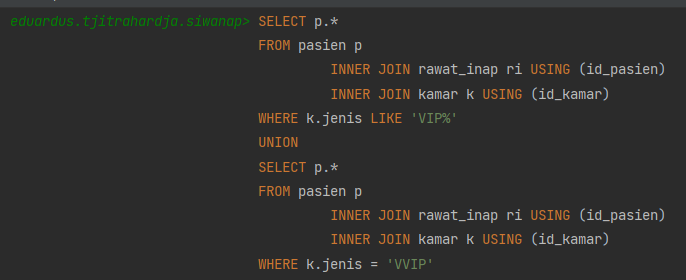 eduardus.tjitrahardja.siwanap> SELECT p.*
FROM pasien p
INNER JOIN rawat_inap ri USING (id_pasien)
INNER JOIN kamar k USING (id_kamar)
WHERE k.jenis LIKE 'VIP%'
UNION
SELECT p.*
FROM pasien p
INNER JOIN rawat_inap ri USING (id_pasien)
INNER JOIN kamar k USING (id_kamar)
WHERE k.jenis = 'VVIP'